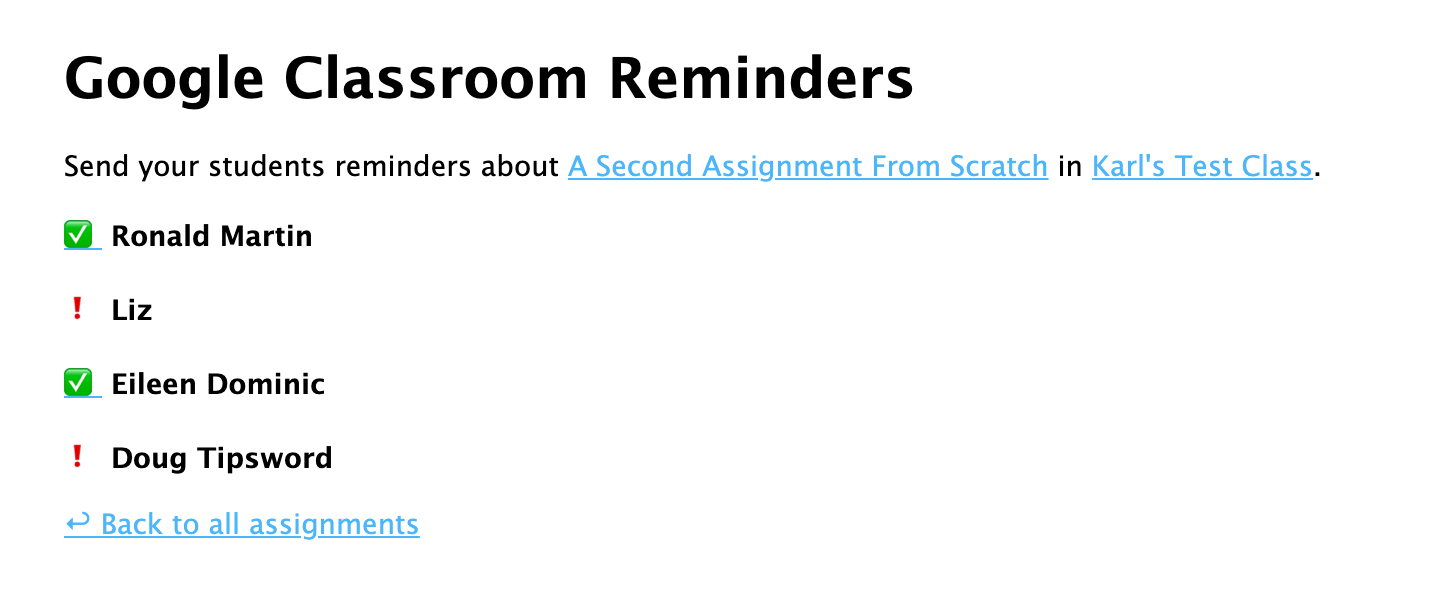 Google Classroom Reminders
Send your students reminders about A Second Assignment From Scratch in Karl's Test Class.
✅ Ronald Martin
❗ Liz
✅ Eileen Dominic
❗ Doug Tipsword
↩ Back to all assignments